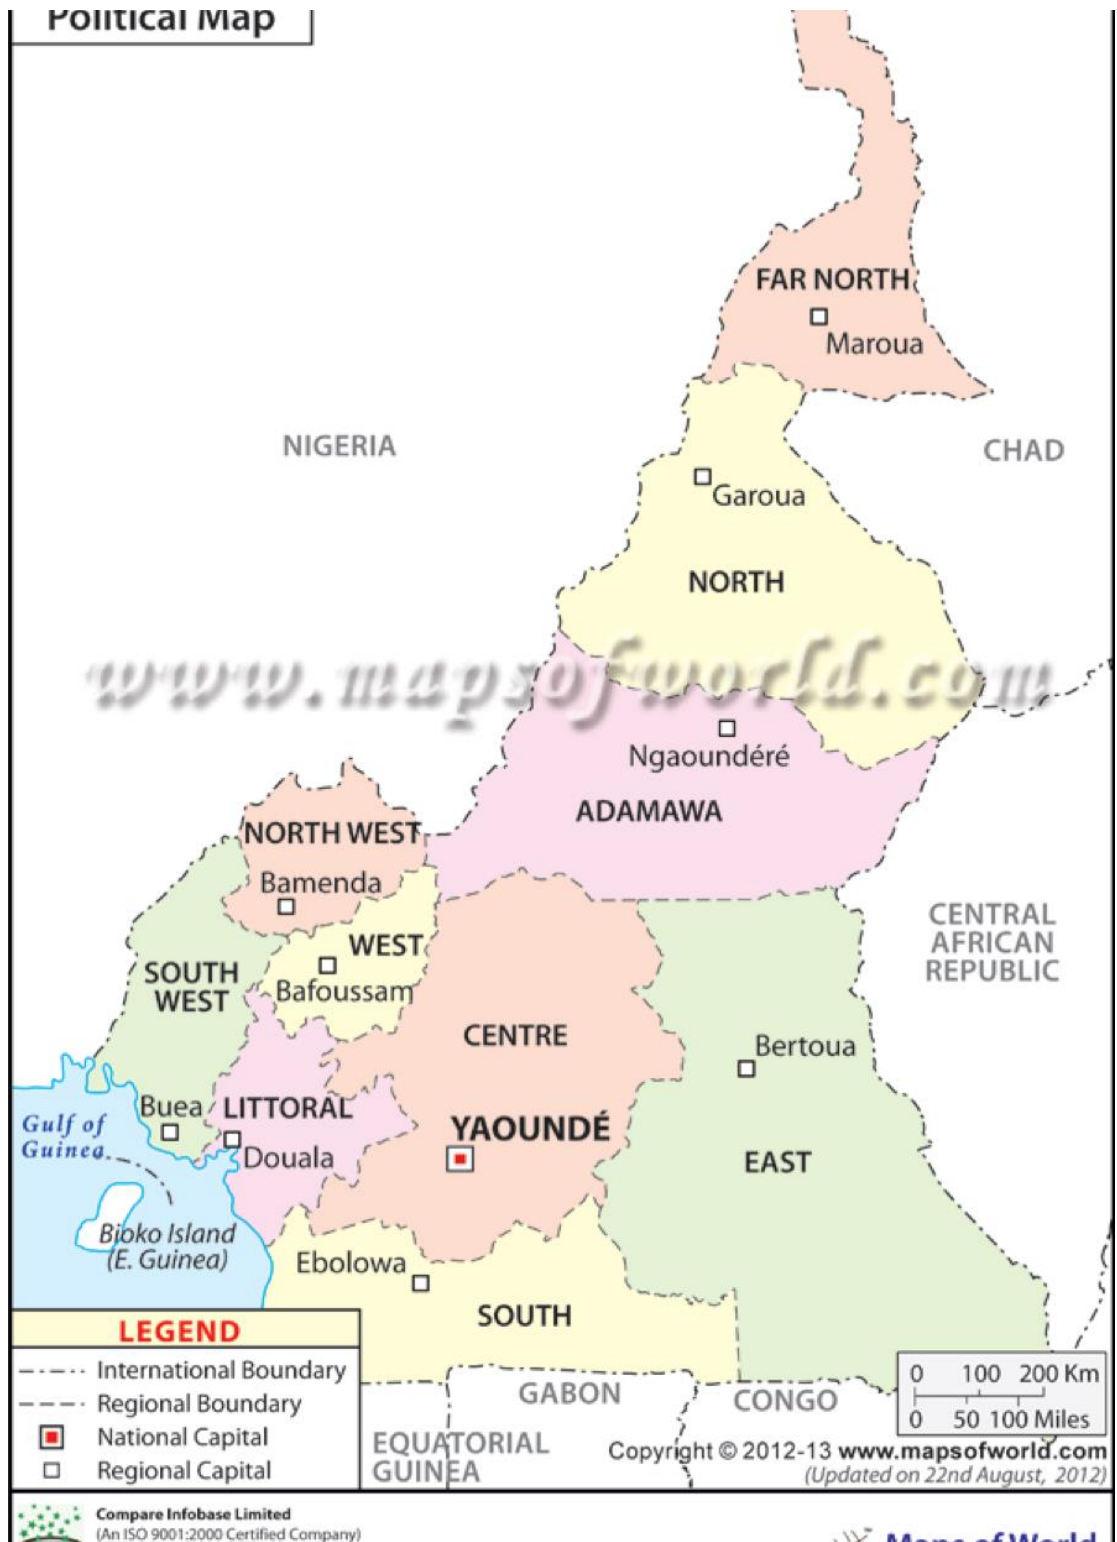 Political Map
FAR NORTH
Maroua
NIGERIA
CHAD
Garoua
NORTH
www.mapsofworld.com
Ngaoundéré
ADAMAWA
NORTH WEST
Bamenda
CENTRAL
AFRICAN
REPUBLIC
WEST
SOUTH
WEST
Bafoussam
CENTRE
Bertoua
Buea
LITTORAL
Gulf of
Guinea
YAOUNDÉ
Douala
EAST
Bioko Island
(E. Guinea)
Ebolowa
SOUTH
LEGEND
International Boundary
Regional Boundary
National Capital
Regional Capital
GABON
CONGO
EQUATORIAL
GUINEA
0 100 200 Km
0 50 100 Miles
Copyright © 2012-13 www.mapsofworld.com
(Updated on 22nd August, 2012)
Compare Infobase Limited
(An ISO 9001:2000 Certified Company)
Maps of World